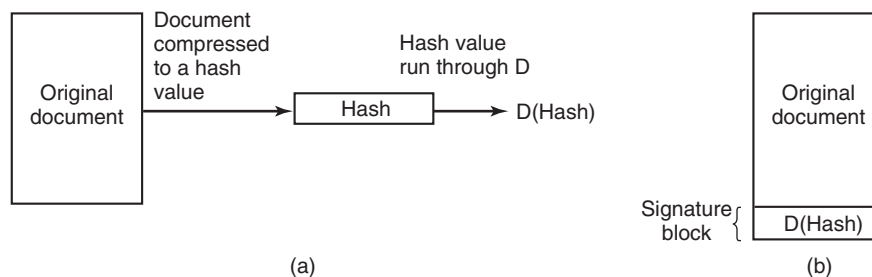 Original
document
Document
compressed
to a hash
value
Hash
Hash value
run through D
D(Hash)
(a)
Original
document
Signature
block
D(Hash)
(b)